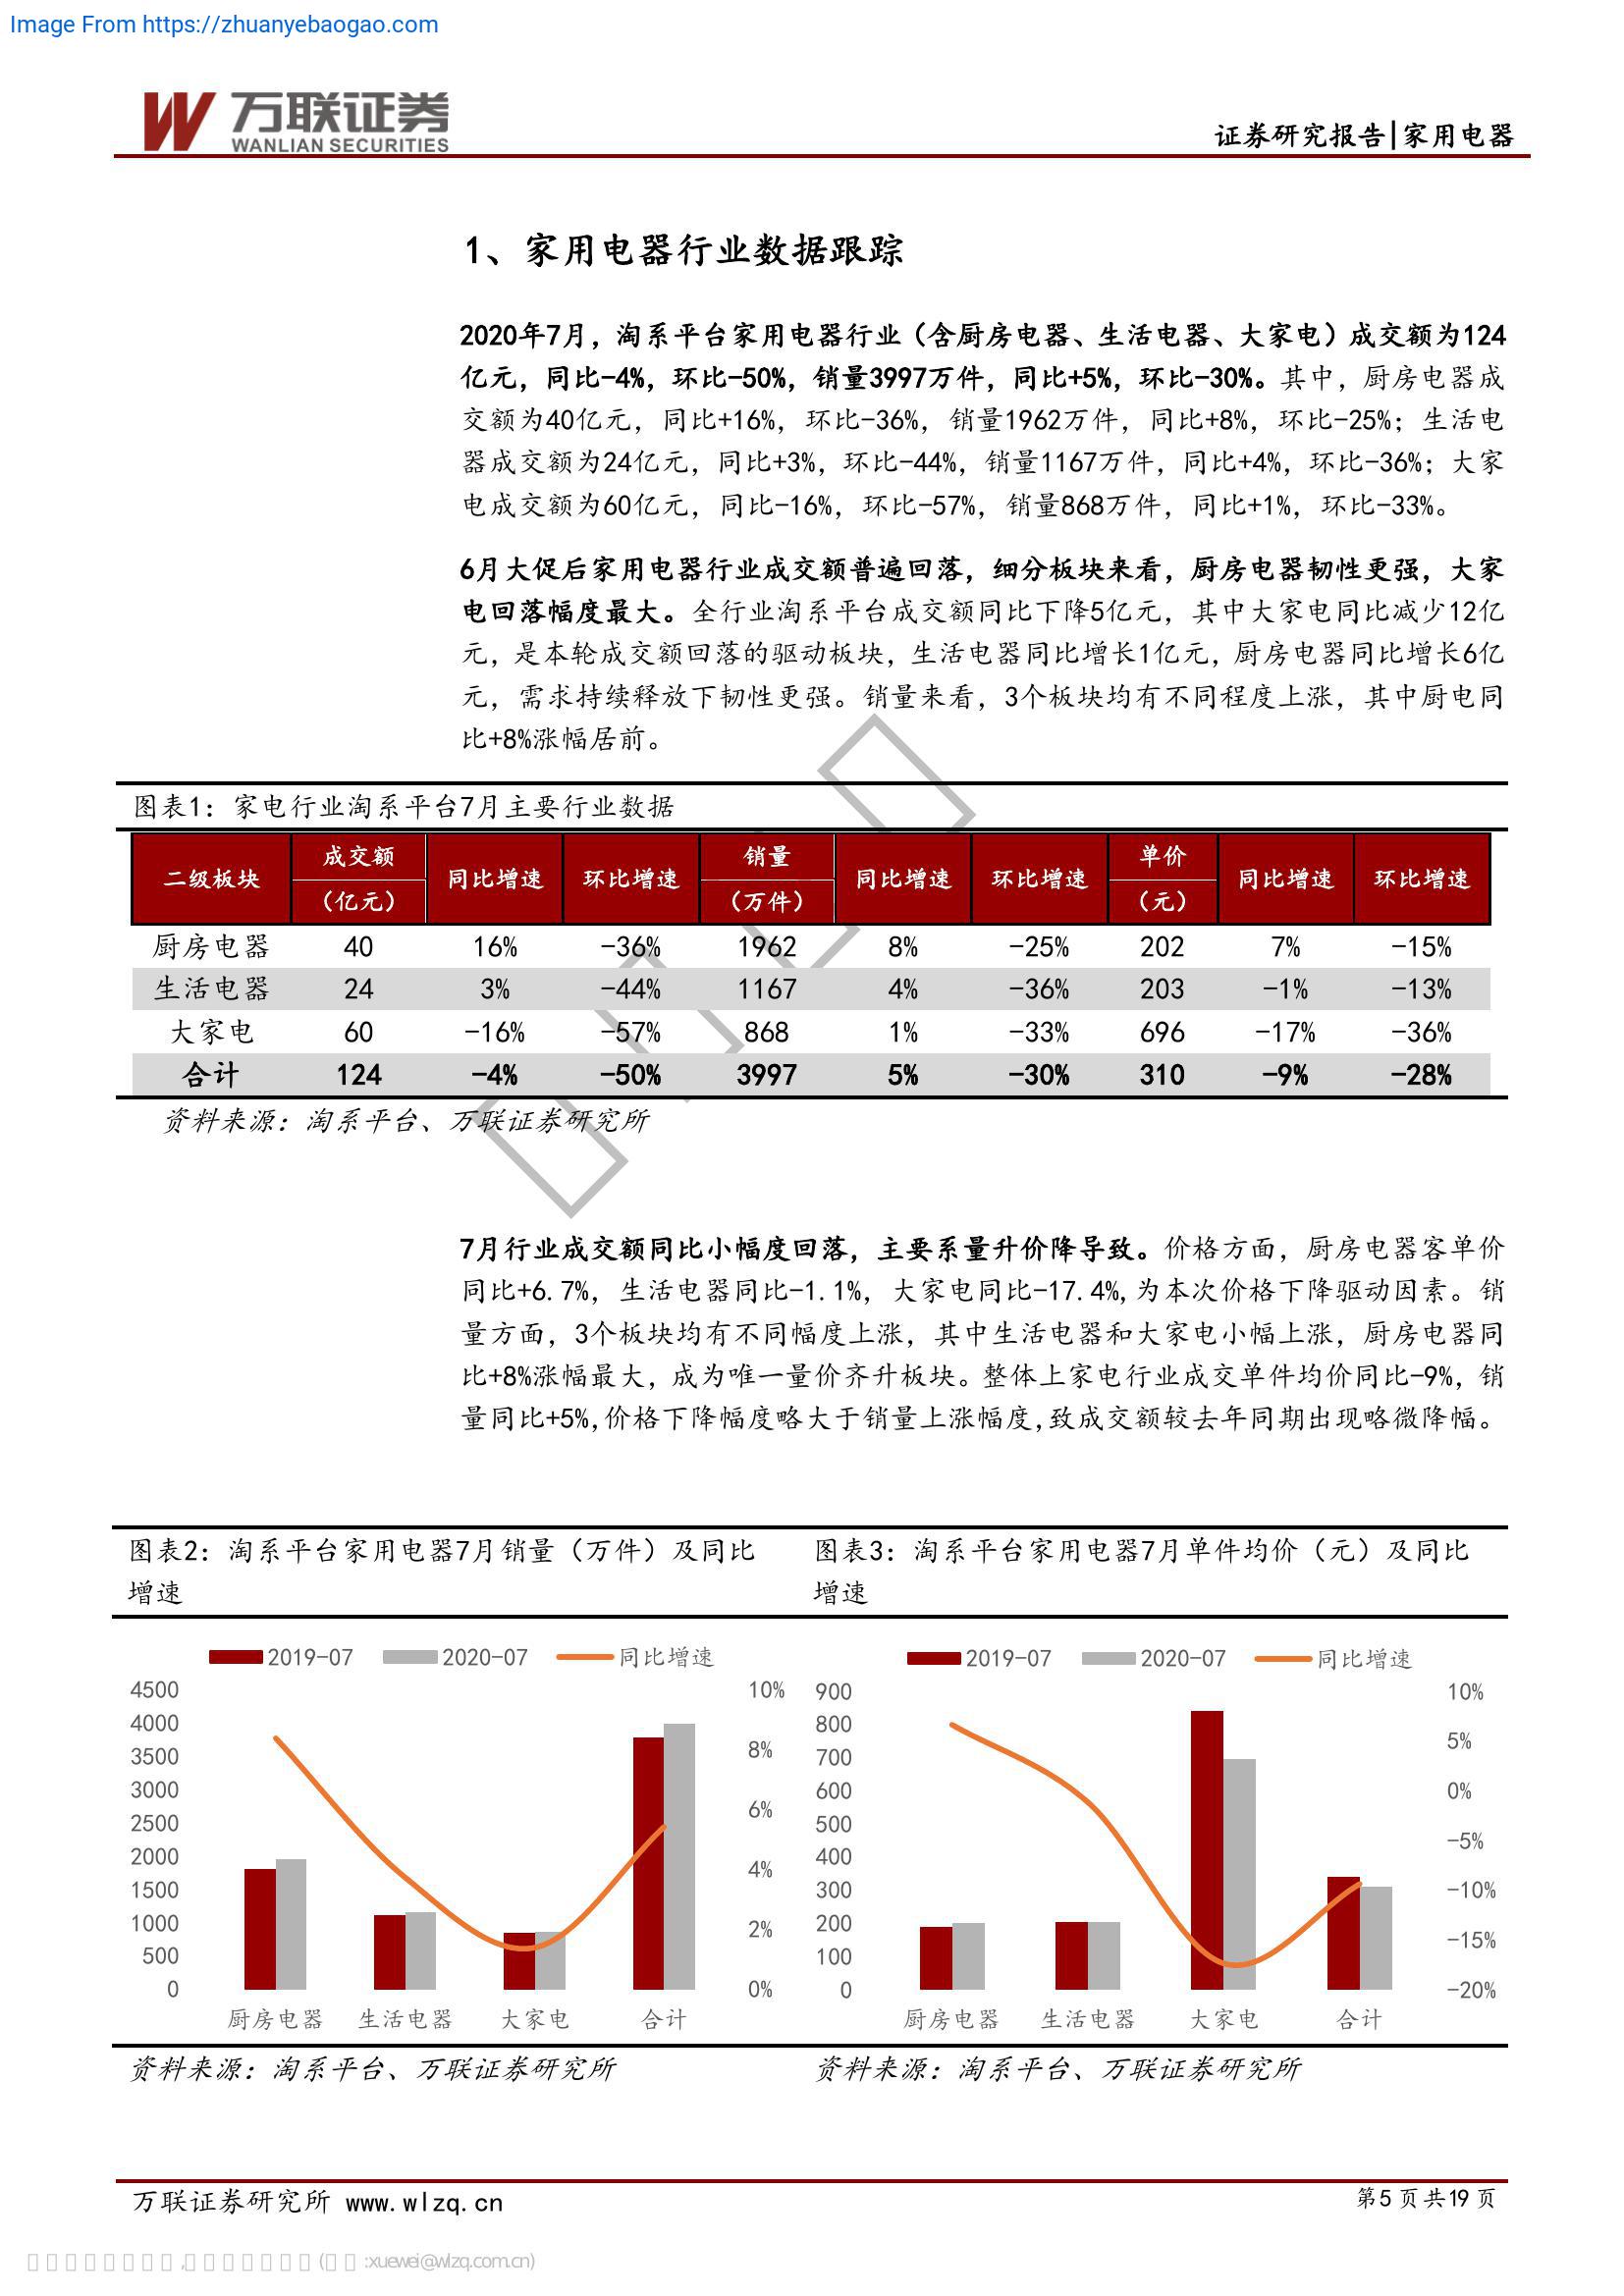 Image From https://zhuanyebaogao.com
万联证券
WANLIAN SECURITIES
证券研究报告|家用电器
1、家用电器行业数据跟踪
2020年7月，淘系平台家用电器行业（含厨房电器、生活电器、大家电）成交额为124
亿元，同比-4%，环比-50%，销量3997万件，同比+5%，环比-30%。其中，厨房电器成
交额为40亿元，同比+16%，环比-36%，销量1962万件，同比+8%，环比-25%；生活电
器成交额为24亿元，同比+3%，环比-44%，销量1167万件，同比+4%，环比-36%；大家
电成交额为60亿元，同比-16%，环比-57%，销量868万件，同比+1%，环比-33%。
6月大促后家用电器行业成交额普遍回落，细分板块来看，厨房电器韧性更强，大家
电回落幅度最大。全行业淘系平台成交额同比下降5亿元，其中大家电同比减少12亿
元，是本轮成交额回落的驱动板块，生活电器同比增长1亿元，厨房电器同比增长6亿
元，需求持续释放下韧性更强。销量来看，3个板块均有不同程度上涨，其中厨电同
比+8%涨幅居前。
图表1：家电行业淘系平台7月主要行业数据
二级板块 成交额（亿元） 同比增速 环比增速 销量（万件） 同比增速 环比增速 单价（元） 同比增速 环比增速
厨房电器 40 16% -36% 1962 8% -25% 202 7% -15%
生活电器 24 3% -44% 1167 4% -36% 203 -1% -13%
大家电 60 -16% -57% 868 1% -33% 696 -17% -36%
合计 124 -4% -50% 3997 5% -30% 310 -9% -28%
资料来源：淘系平台、万联证券研究所
7月行业成交额同比小幅度回落，主要系量升价降导致。价格方面，厨房电器客单价
同比+6.7%，生活电器同比-1.1%，大家电同比-17.4%,为本次价格下降驱动因素。销
量方面，3个板块均有不同幅度上涨，其中生活电器和大家电小幅上涨，厨房电器同
比+8%涨幅最大，成为唯一量价齐升板块。整体上家电行业成交单件均价同比-9%，销
量同比+5%,价格下降幅度略大于销量上涨幅度,致成交额较去年同期出现略微降幅。
图表2：淘系平台家用电器7月销量（万件）及同比
增速
2019-07 2020-07 同比增速
4500
4000
3500
3000
2500
2000
1500
1000
500
0
10%
8%
6%
4%
2%
0%
厨房电器 生活电器 大家电 合计
资料来源：淘系平台、万联证券研究所
图表3：淘系平台家用电器7月单件均价（元）及同比
增速
2019-07 2020-07 同比增速
900
800
700
600
500
400
300
200
100
0
10%
5%
0%
-5%
-10%
-15%
-20%
厨房电器 生活电器 大家电 合计
资料来源：淘系平台、万联证券研究所
万联证券研究所 www.wlzq.cn
第5页共19页
:xuewei@wlzq.com.cn)